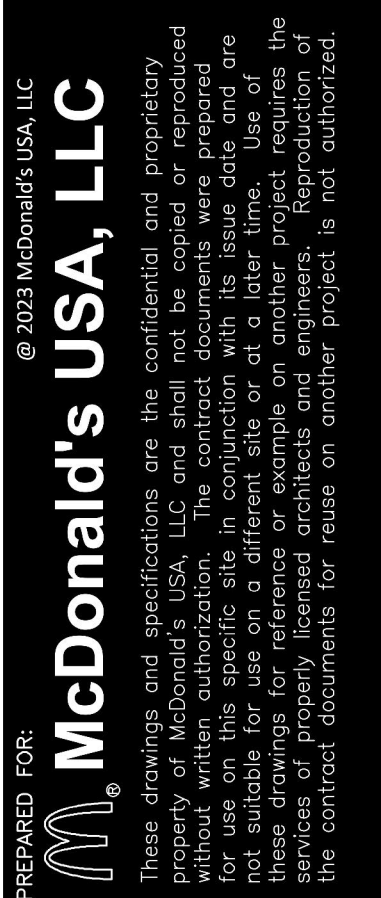 PREPARED FOR:
@ 2023 McDonald's USA, LLC
® McDonald's USA, LLC
These drawings and specifications are the confidential and proprietary
property of McDonald's USA, LLC and shall not be copied or reproduced
without written authorization. The contract documents were prepared
for use on this specific site in conjunction with its issue date and are
not suitable for use on a different site or at a later time. Use of
these drawings for reference or example on another project requires the
services of properly licensed architects and engineers. Reproduction of
the contract documents for reuse on another project is not authorized.